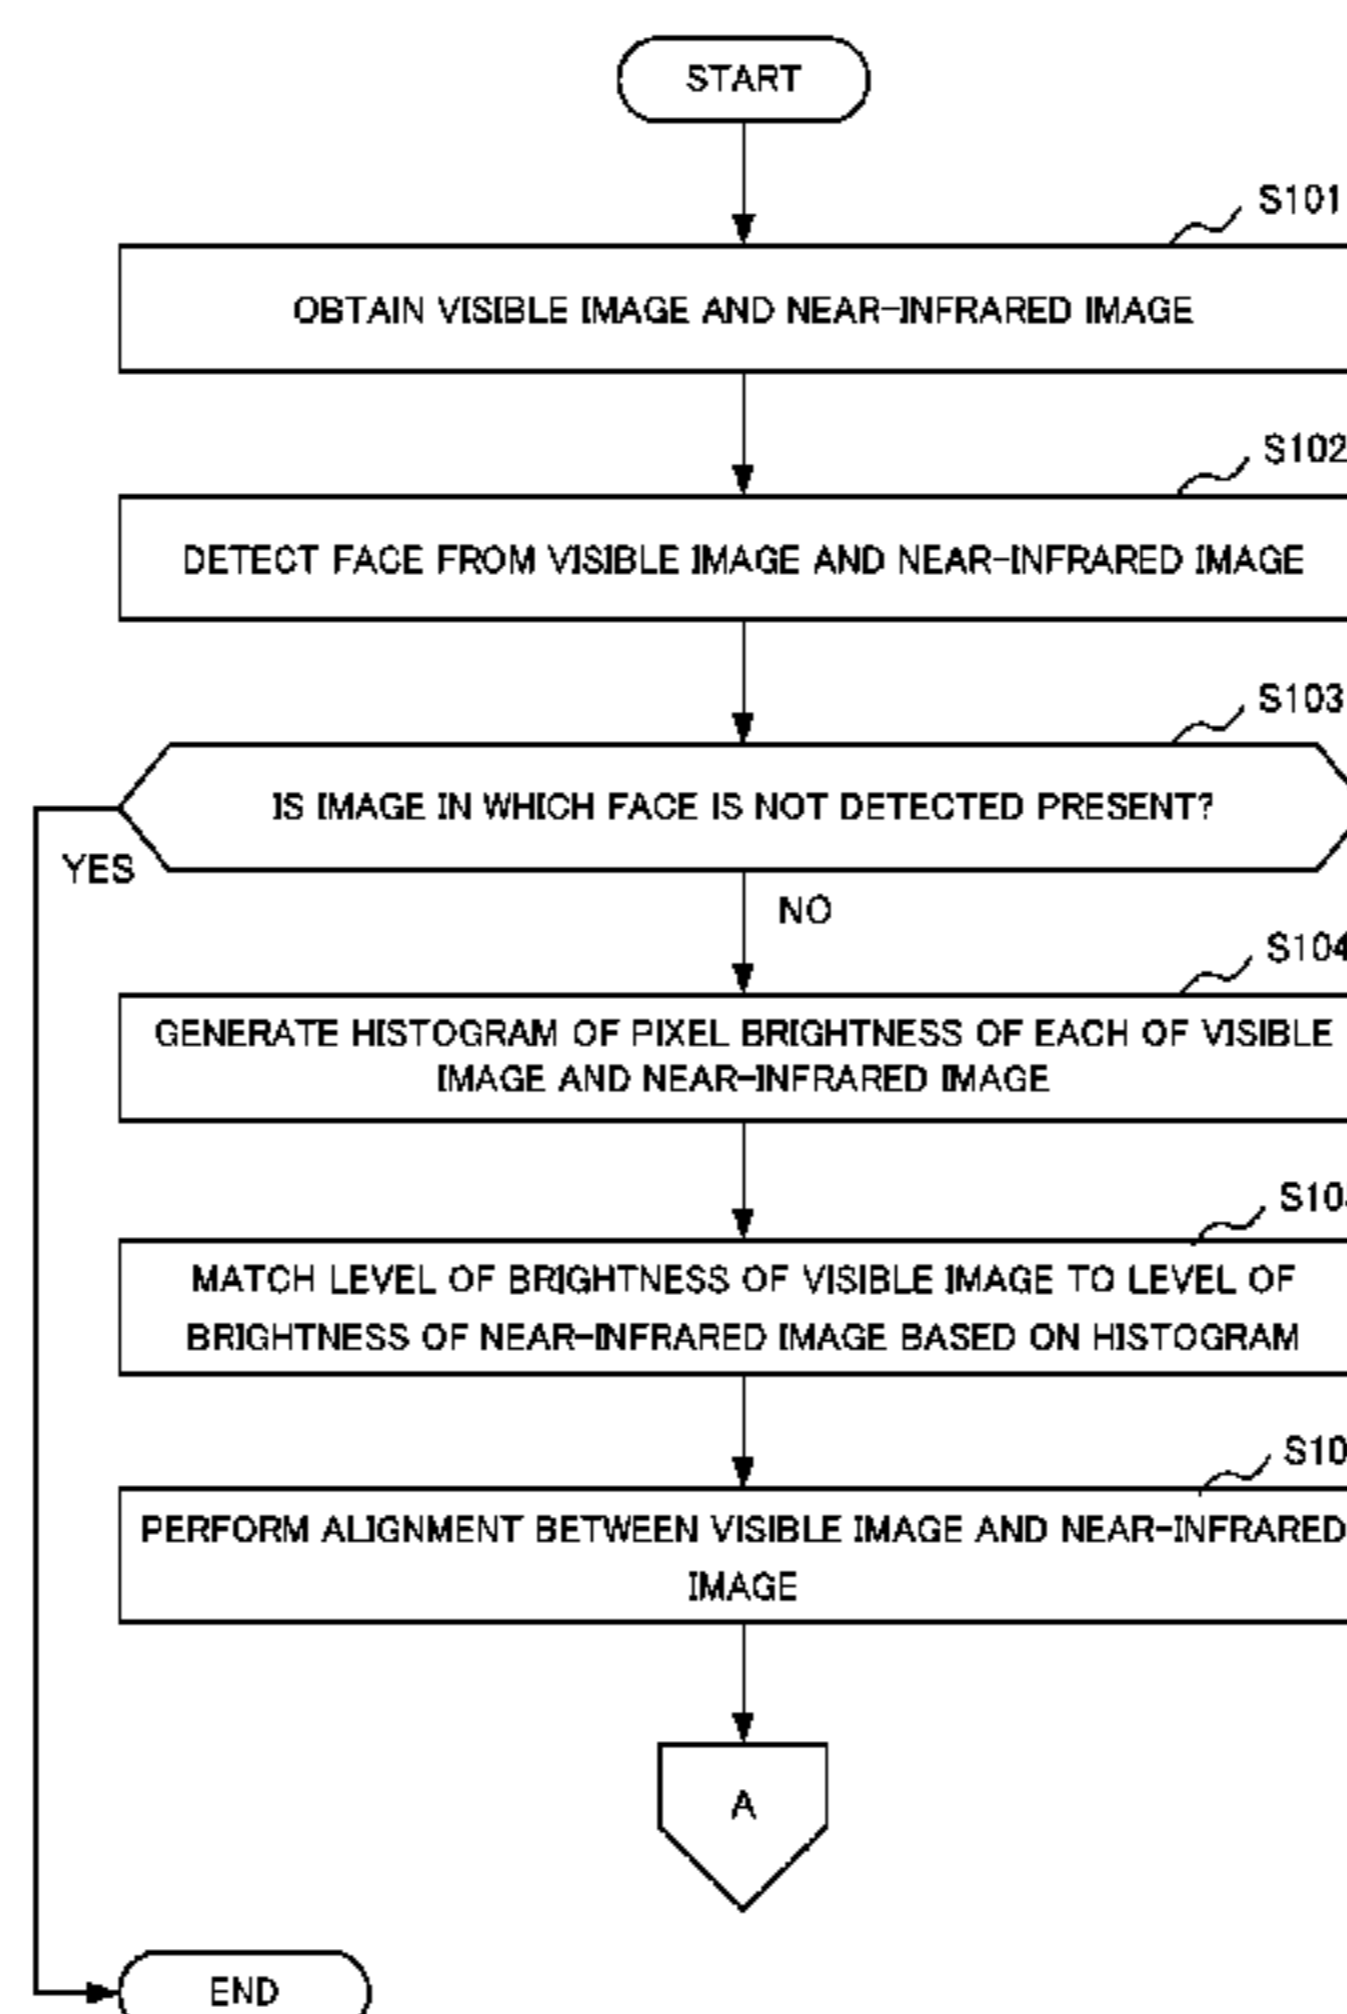 START
S101
OBTAIN VISIBLE IMAGE AND NEAR-INFRARED IMAGE
S102
DETECT FACE FROM VISIBLE IMAGE AND NEAR-INFRARED IMAGE
S103
IS IMAGE IN WHICH FACE IS NOT DETECTED PRESENT?
YES
NO
S104
GENERATE HISTOGRAM OF PIXEL BRIGHTNESS OF EACH OF VISIBLE
IMAGE AND NEAR-INFRARED IMAGE
MATCH LEVEL OF BRIGHTNESS OF VISIBLE IMAGE TO LEVEL OF
BRIGHTNESS OF NEAR-INFRARED IMAGE BASED ON HISTOGRAM
PERFORM ALIGNMENT BETWEEN VISIBLE IMAGE AND NEAR-INFRARED
IMAGE
A
END